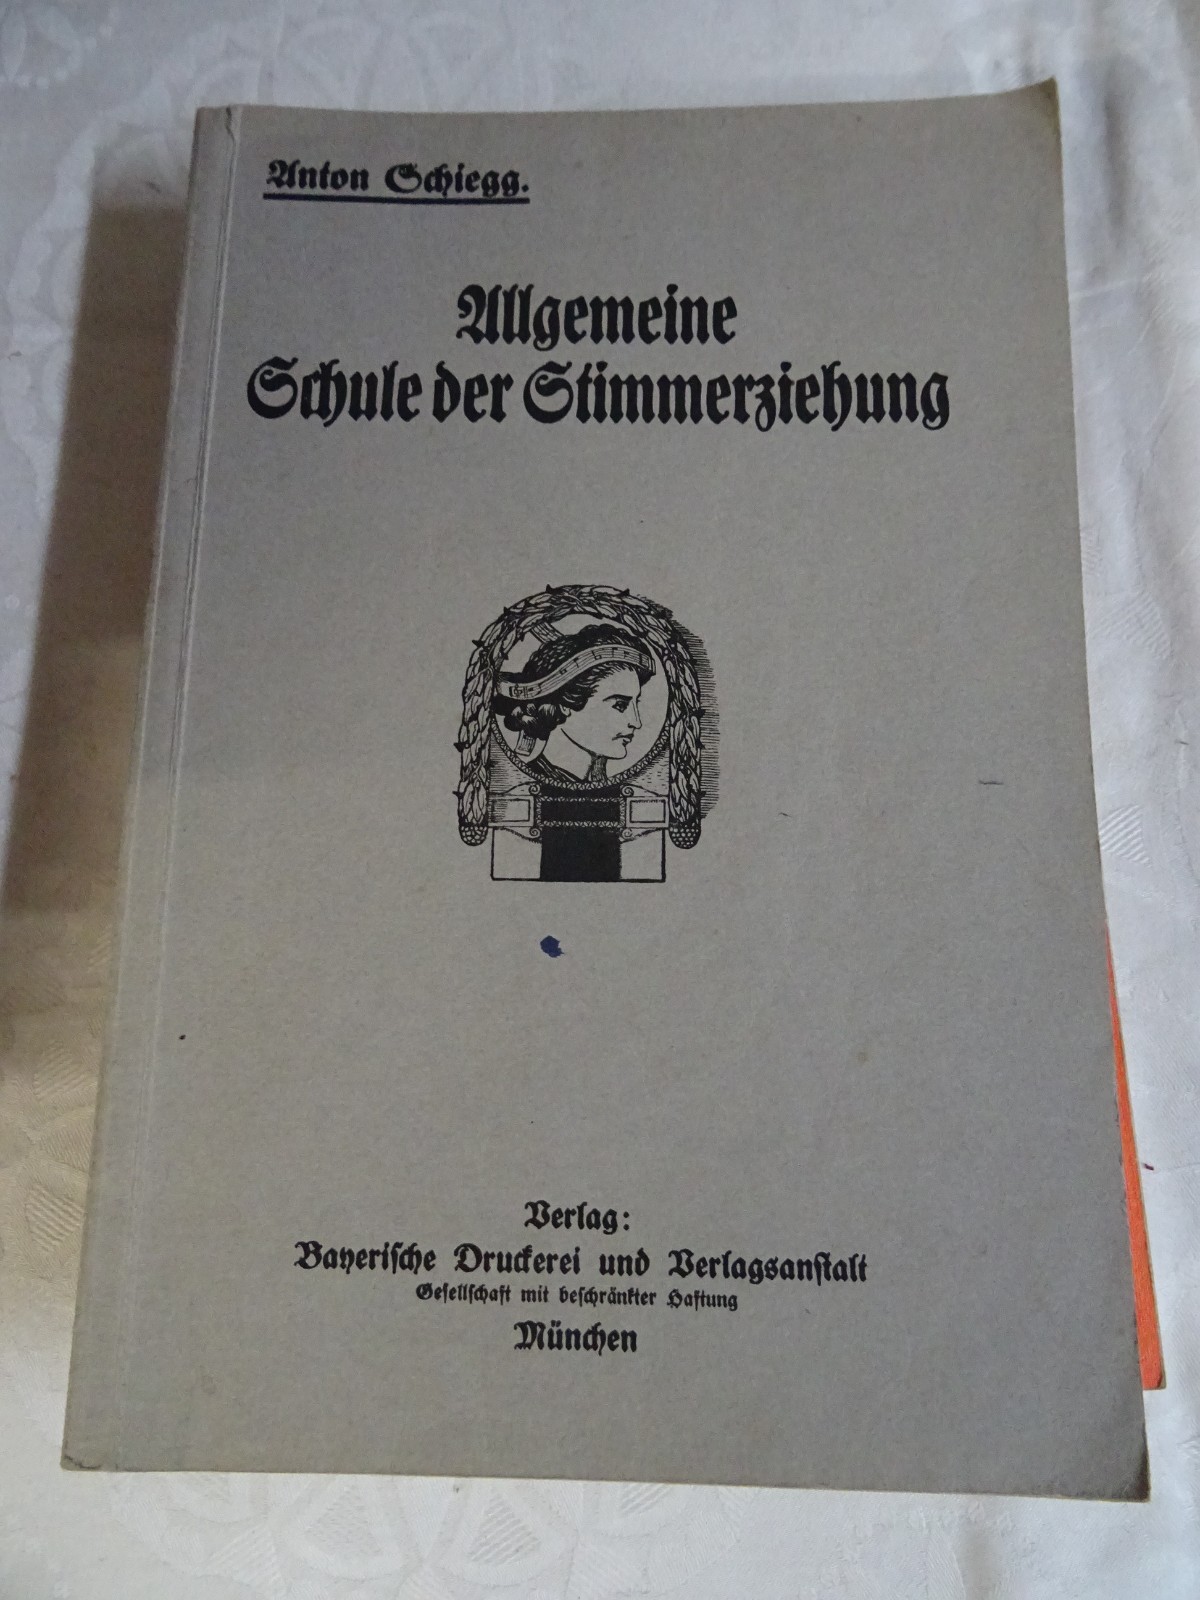 Anton Schiegg.
Allgemeine
Schule der Stimmerziehung
Verlag:
Bayerische Druckerei und Verlagsanstalt
Gesellschaft mit beschränkter Haftung
München